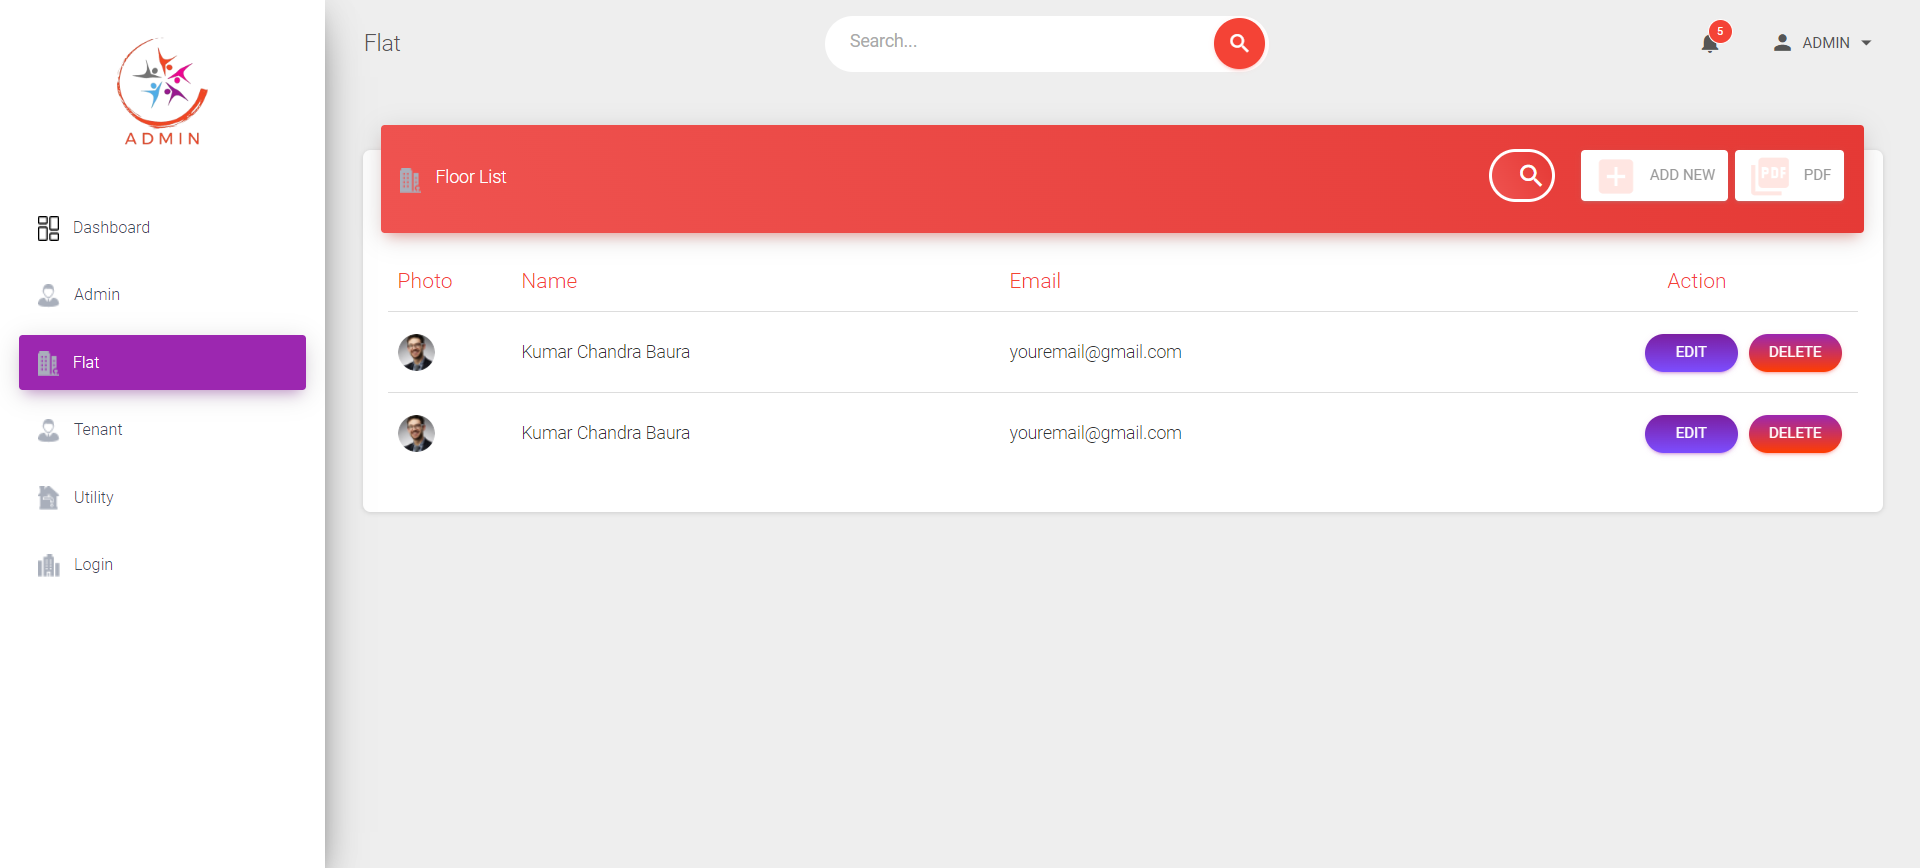 ADMIN
Dashboard
Admin
Flat
Tenant
Utility
Login
Flat
Search...
5
ADMIN
Floor List
ADD NEW
PDF PDF
Photo Name Email Action
Kumar Chandra Baura youremail@gmail.com EDIT DELETE
Kumar Chandra Baura youremail@gmail.com EDIT DELETE